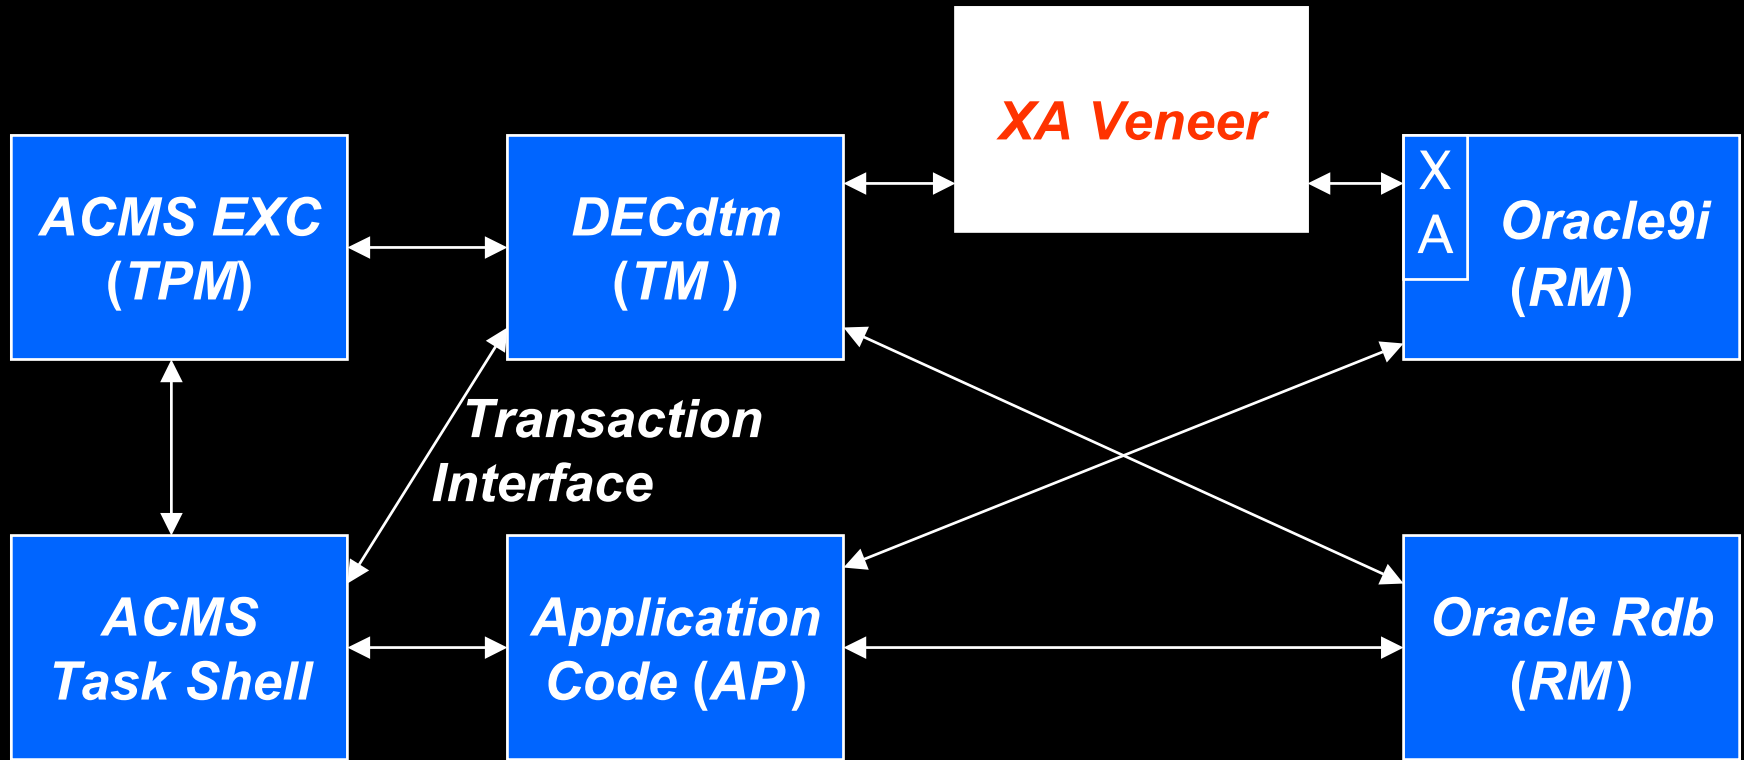 XA Veneer
ACMS EXC
(TPM)
DECdtm
(TM )
X
A
Oracle9i
(RM)
Transaction
Interface
ACMS
Task Shell
Application
Code (AP)
Oracle Rdb
(RM)